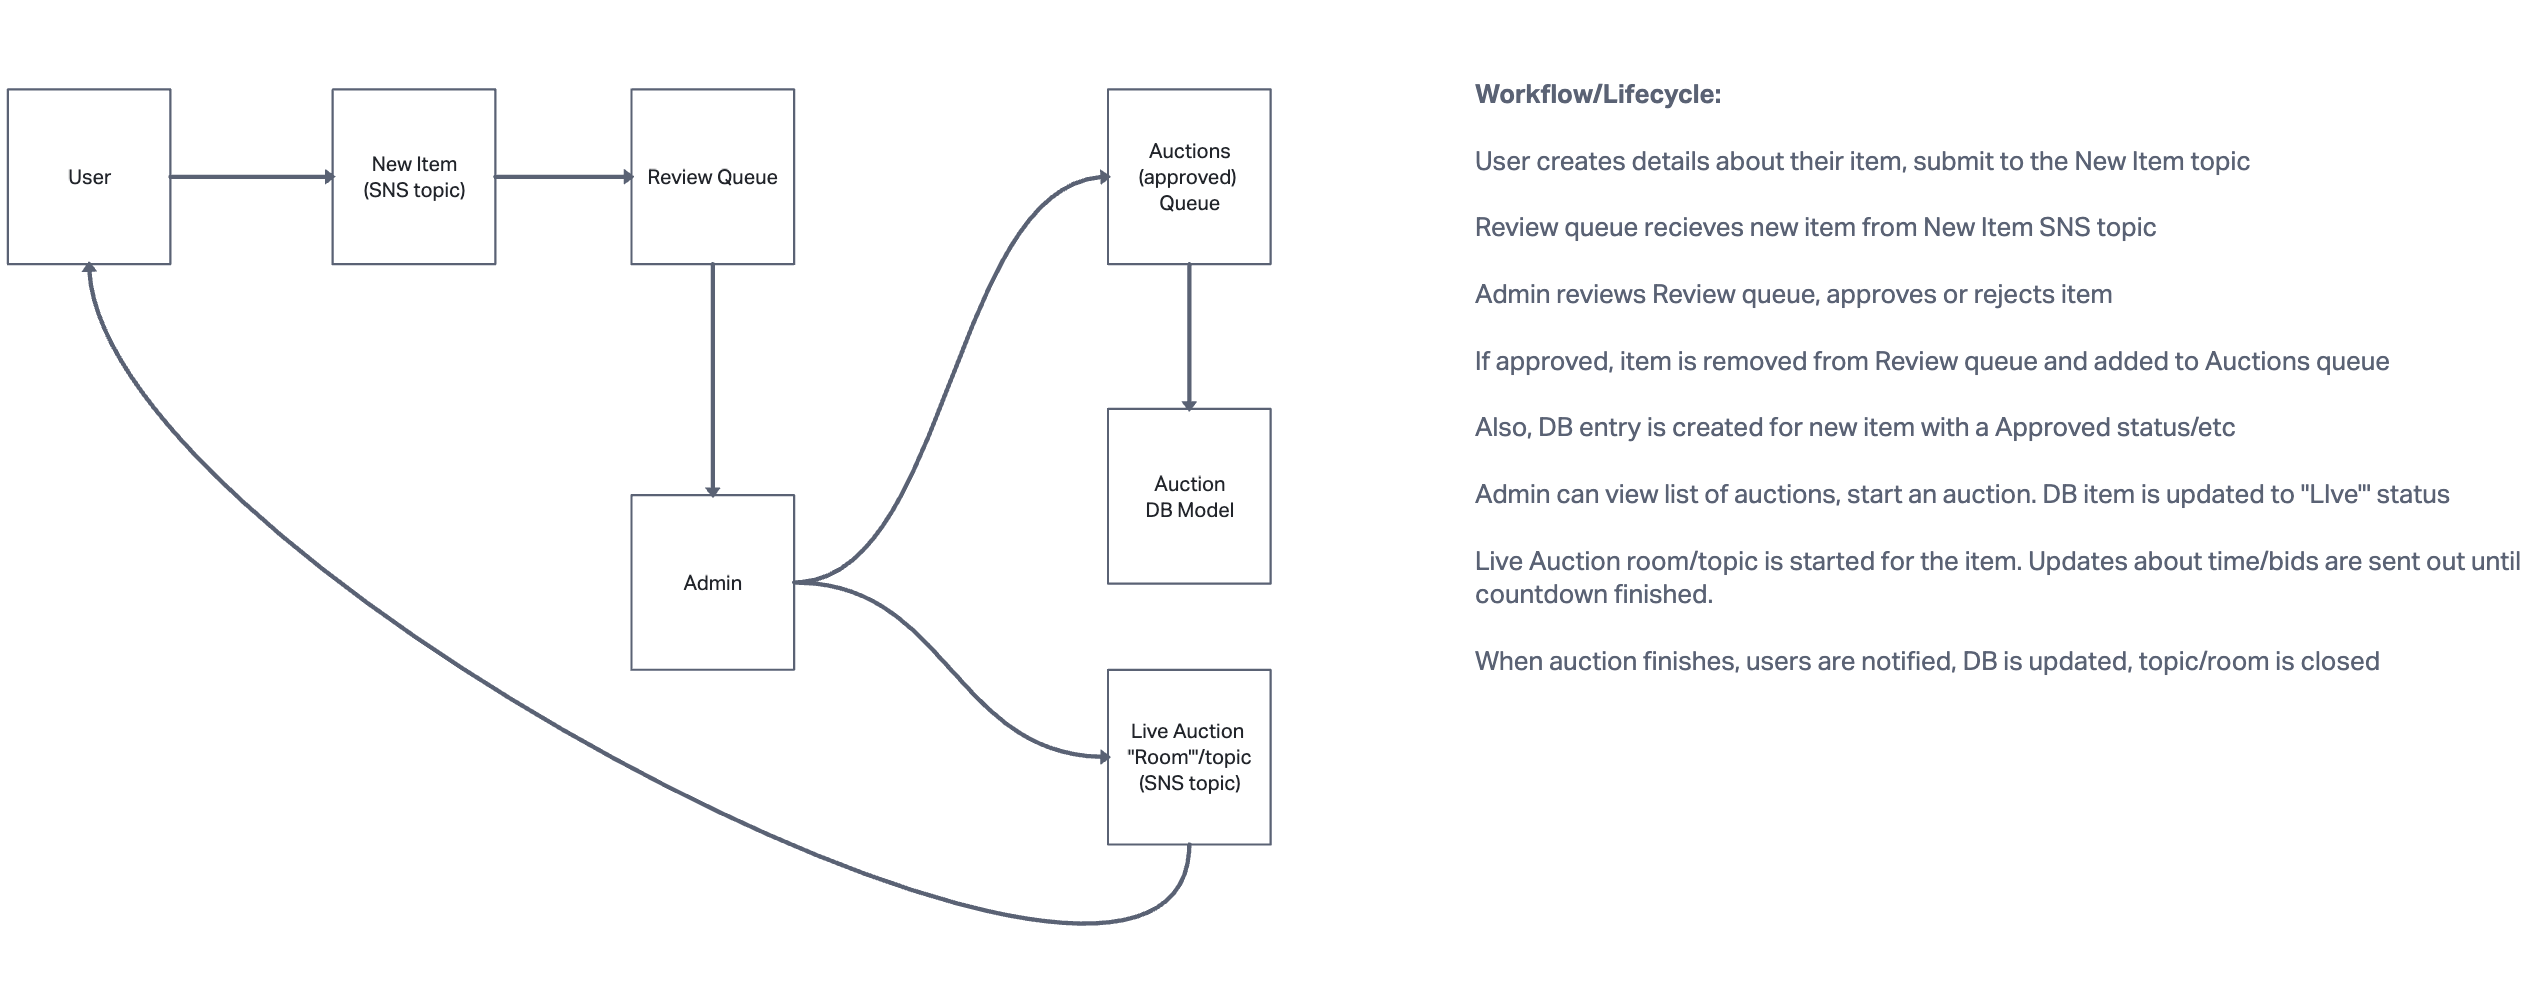 User
New Item
(SNS topic)
Review Queue
Auctions
(approved)
Queue
Auction
DB Model
Admin
Live Auction
"Room'"/topic
(SNS topic)
Workflow/Lifecycle:
User creates details about their item, submit to the New Item topic
Review queue recieves new item from New Item SNS topic
Admin reviews Review queue, approves or rejects item
If approved, item is removed from Review queue and added to Auctions queue
Also, DB entry is created for new item with a Approved status/etc
Admin can view list of auctions, start an auction. DB item is updated to "LIve'" status
Live Auction room/topic is started for the item. Updates about time/bids are sent out until
countdown finished.
When auction finishes, users are notified, DB is updated, topic/room is closed